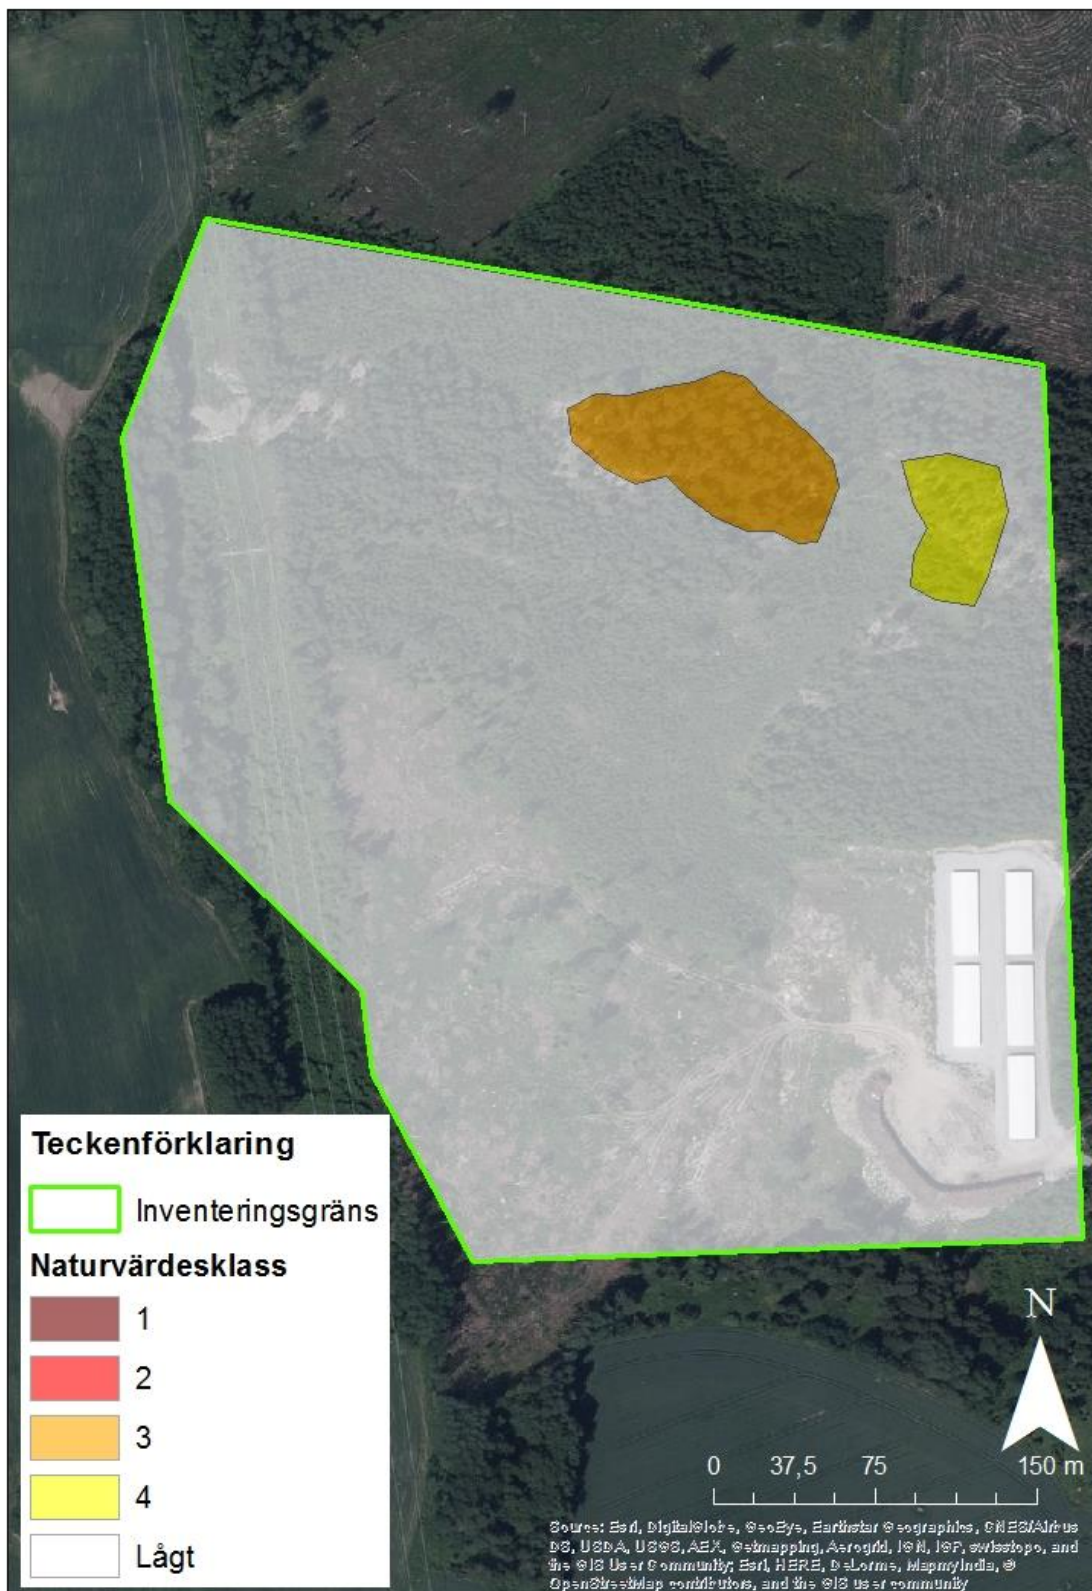 Teckenförklaring
Inventeringsgräns
Naturvärdesklass
1
2
3
4
Lågt
N
0 37,5 75 150 m
Source: Esri, DigitalGlobe, GeoEye, Earthstar Geographics, CNES/Airbus
DS, USDA, USGS, AEX, Getmapping, Aerogrid, IGN, IGP, swisstopo, and
the GIS User Community; Esri, HERE, DeLorme, MapmyIndia, ©
OpenStreetMap contributors, and the GIS user community